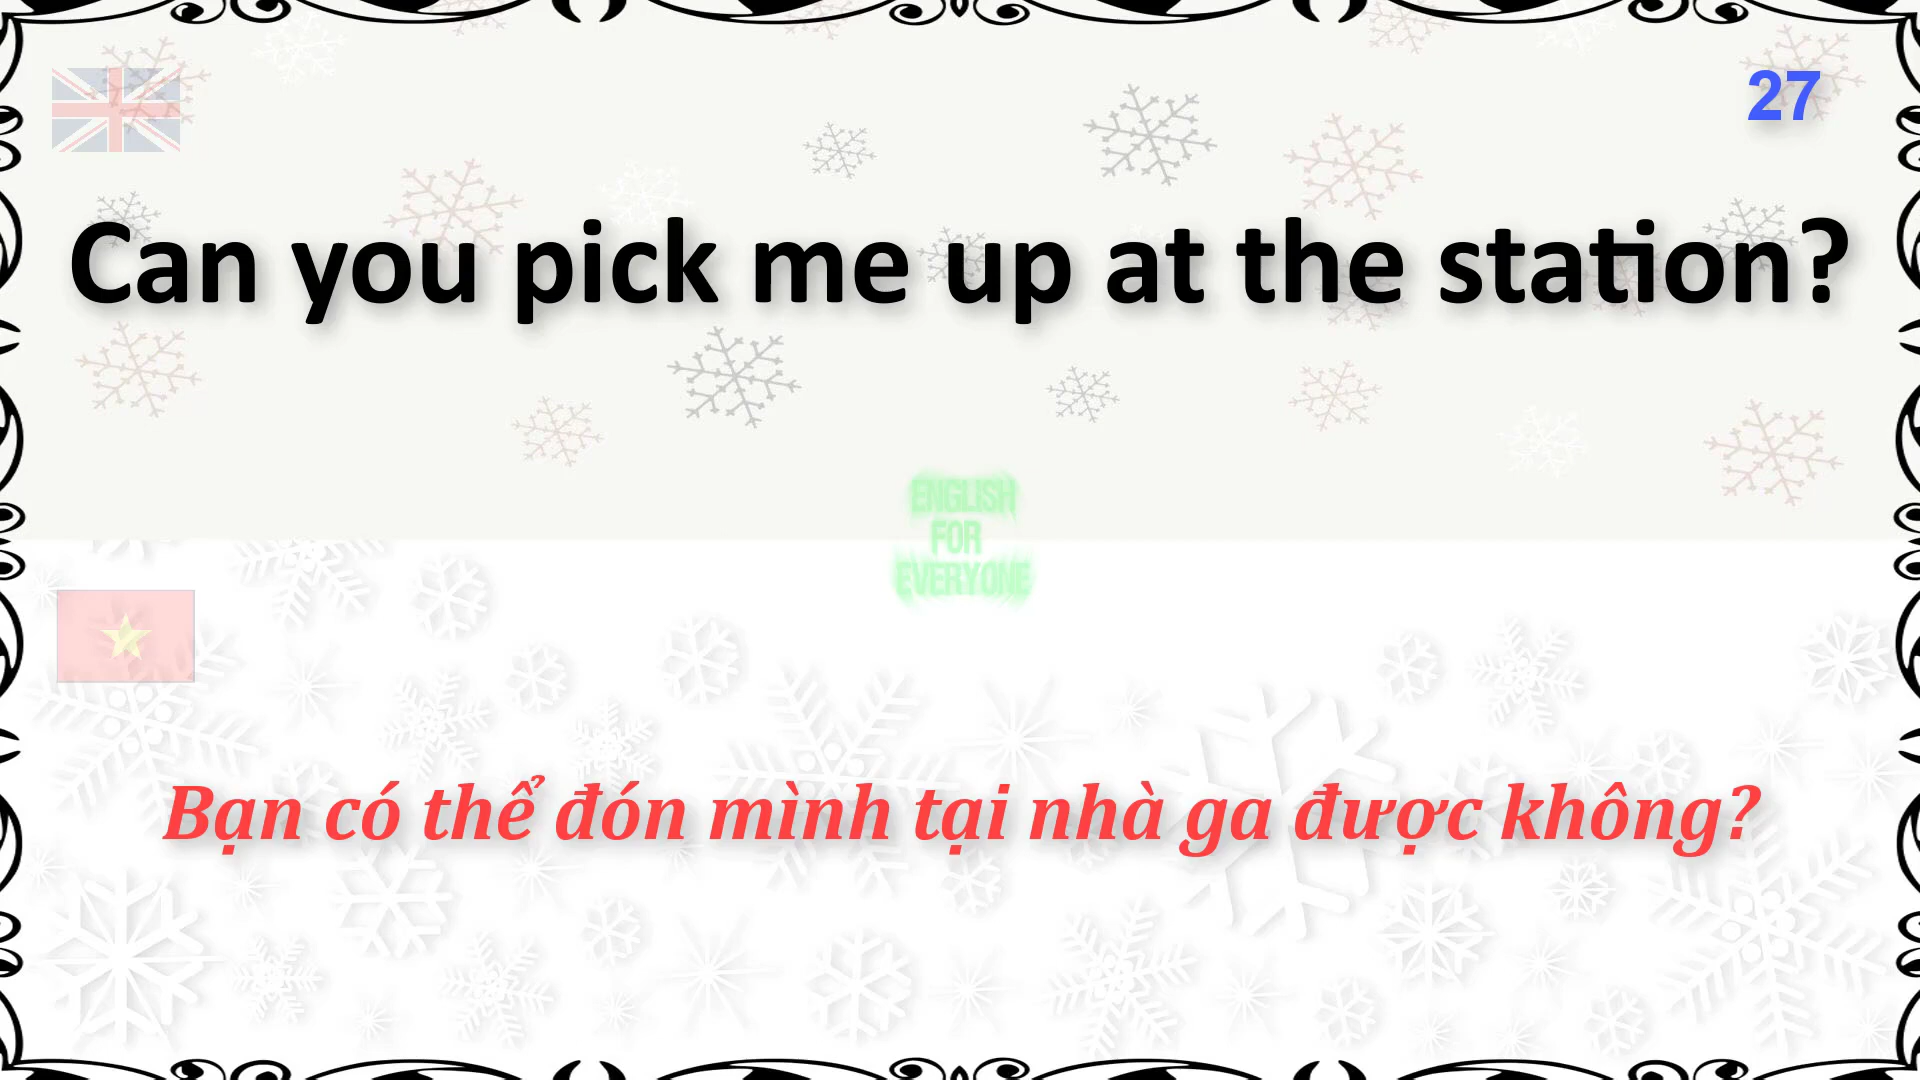 27
Can you pick me up at the station?
ENGLISH
FOR
EVERYONE
Bạn có thể đón mình tại nhà ga được không?